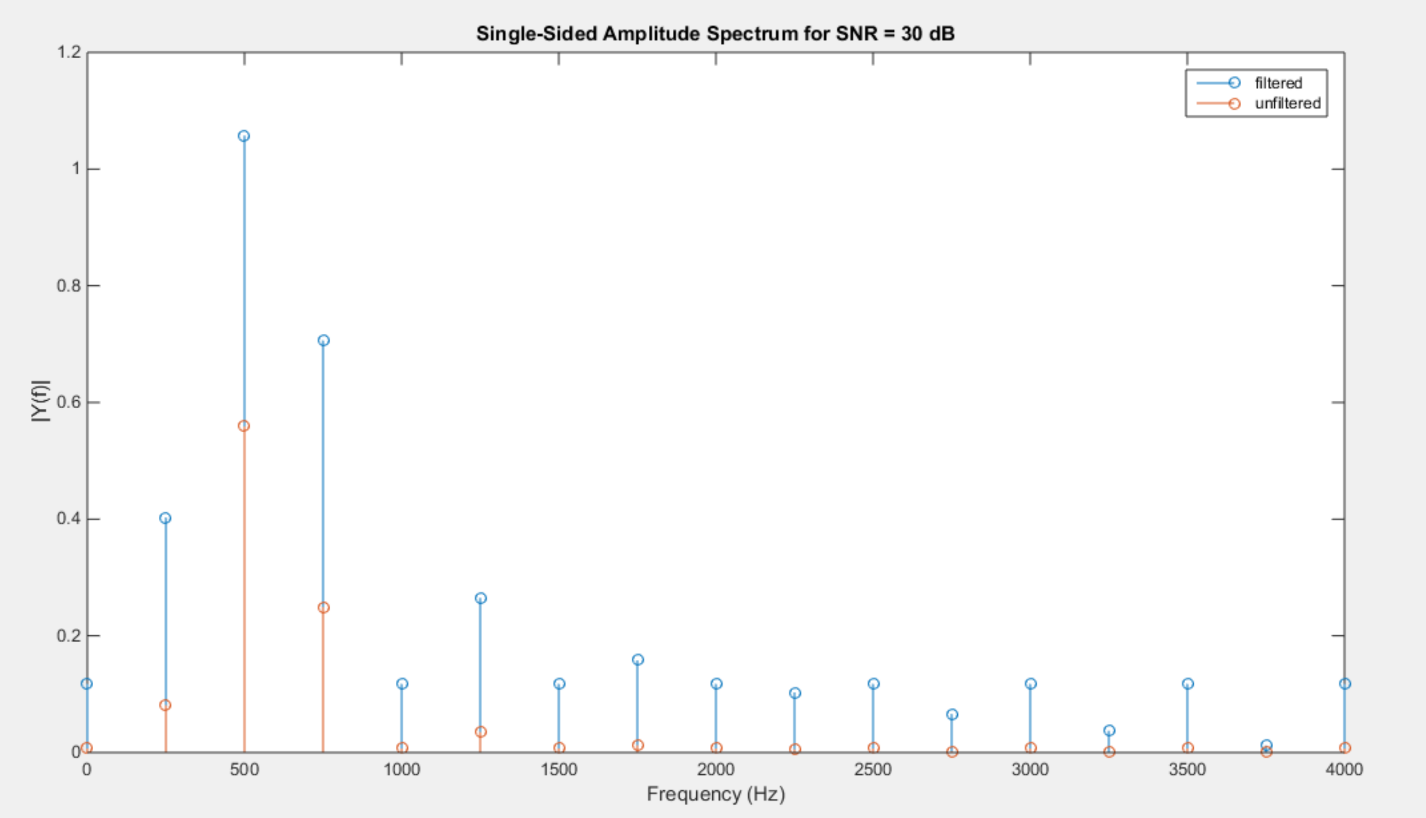 Single-Sided Amplitude Spectrum for SNR = 30 dB
filtered
unfiltered
1.2
1
0.8
0.6
0.4
0.2
0
|Y(f)|
0 500 1000 1500 2000 2500 3000 3500 4000
Frequency (Hz)